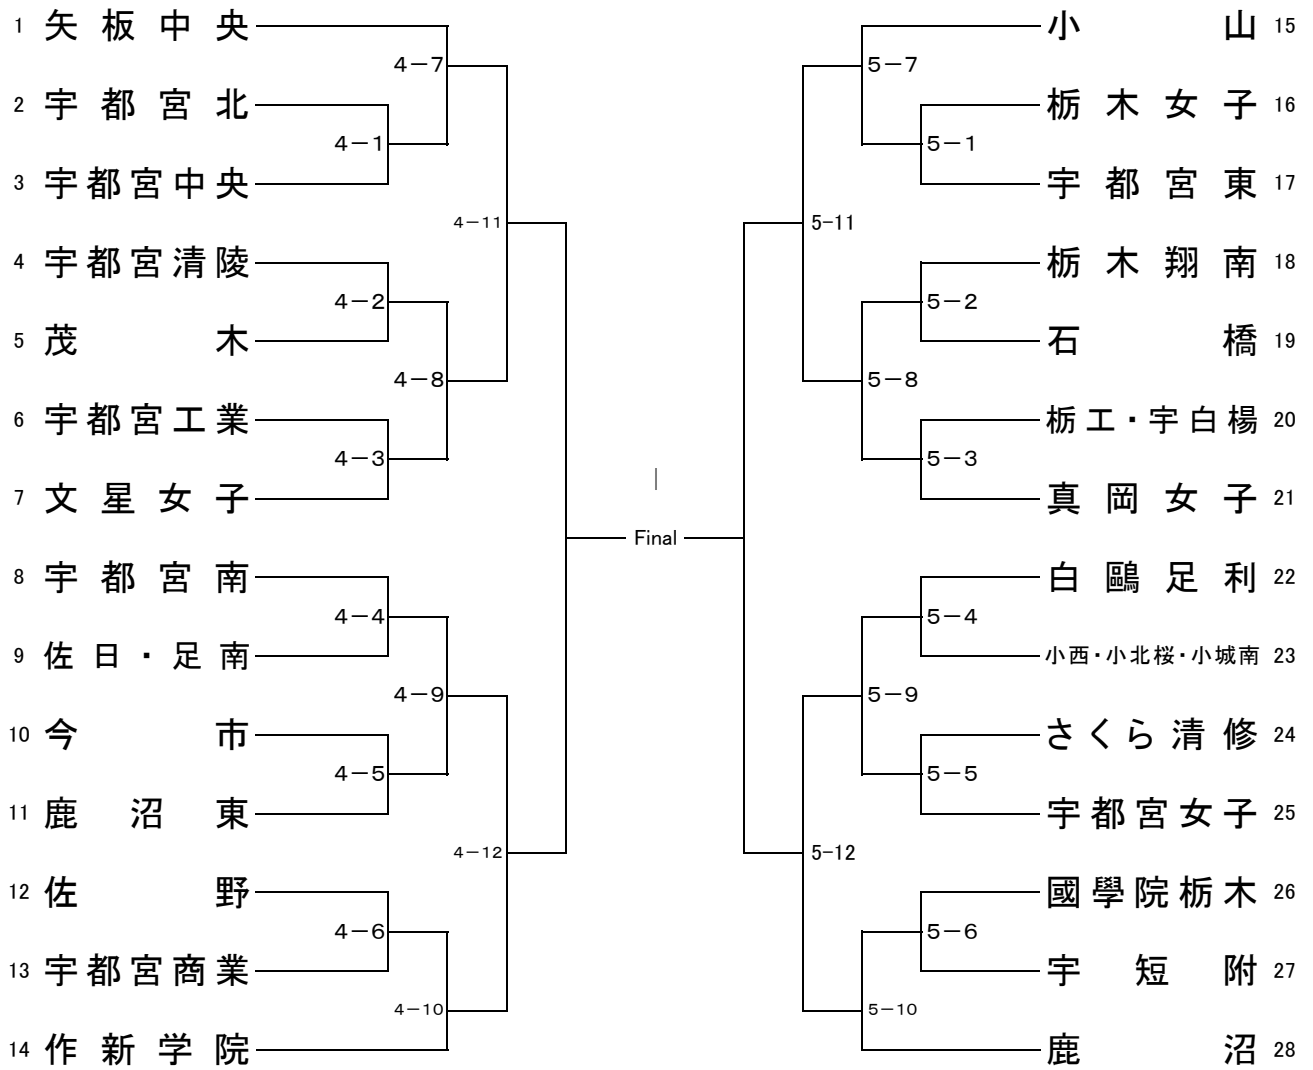 1 矢板中央
4－7
2 宇都宮北
4－1
3 宇都宮中央
4－11
4 宇都宮清陵
4－2
5 茂木
4－8
6 宇都宮工業
4－3
7 文星女子
8 宇都宮南
4－4
9 佐日・足南
4－9
10 今市
4－5
11 鹿沼東
4－12
12 佐野
4－6
13 宇都宮商業
4－10
14 作新学院
Final
小山 15
5－7
栃木女子 16
5－1
宇都宮東 17
5-11
栃木翔南 18
5－2
石橋 19
5－8
栃工・宇白楊 20
5－3
真岡女子 21
白鷗足利 22
5－4
小西・小北桜・小城南 23
5－9
さくら清修 24
5－5
宇都宮女子 25
5-12
國學院栃木 26
5－6
宇短附 27
5－10
鹿沼 28